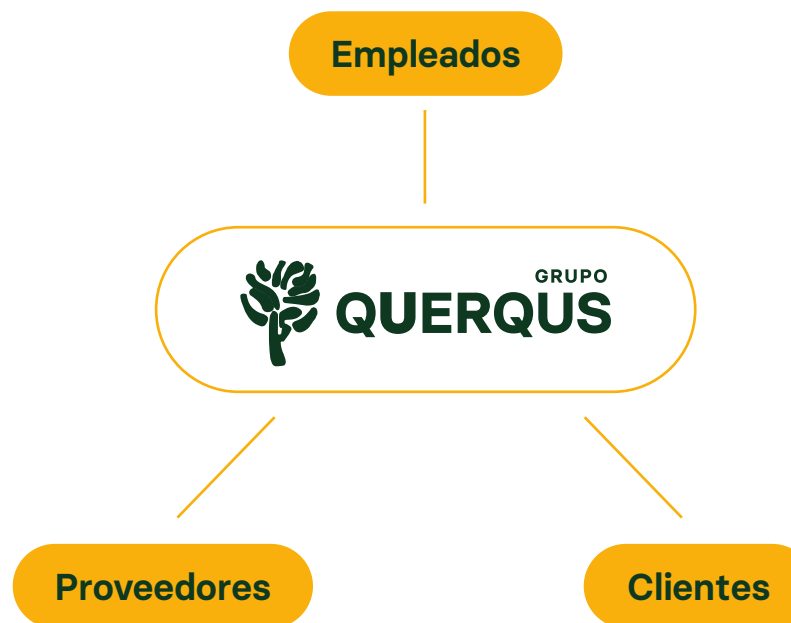 Empleados
GRUPO
QUERQUS
Proveedores
Clientes